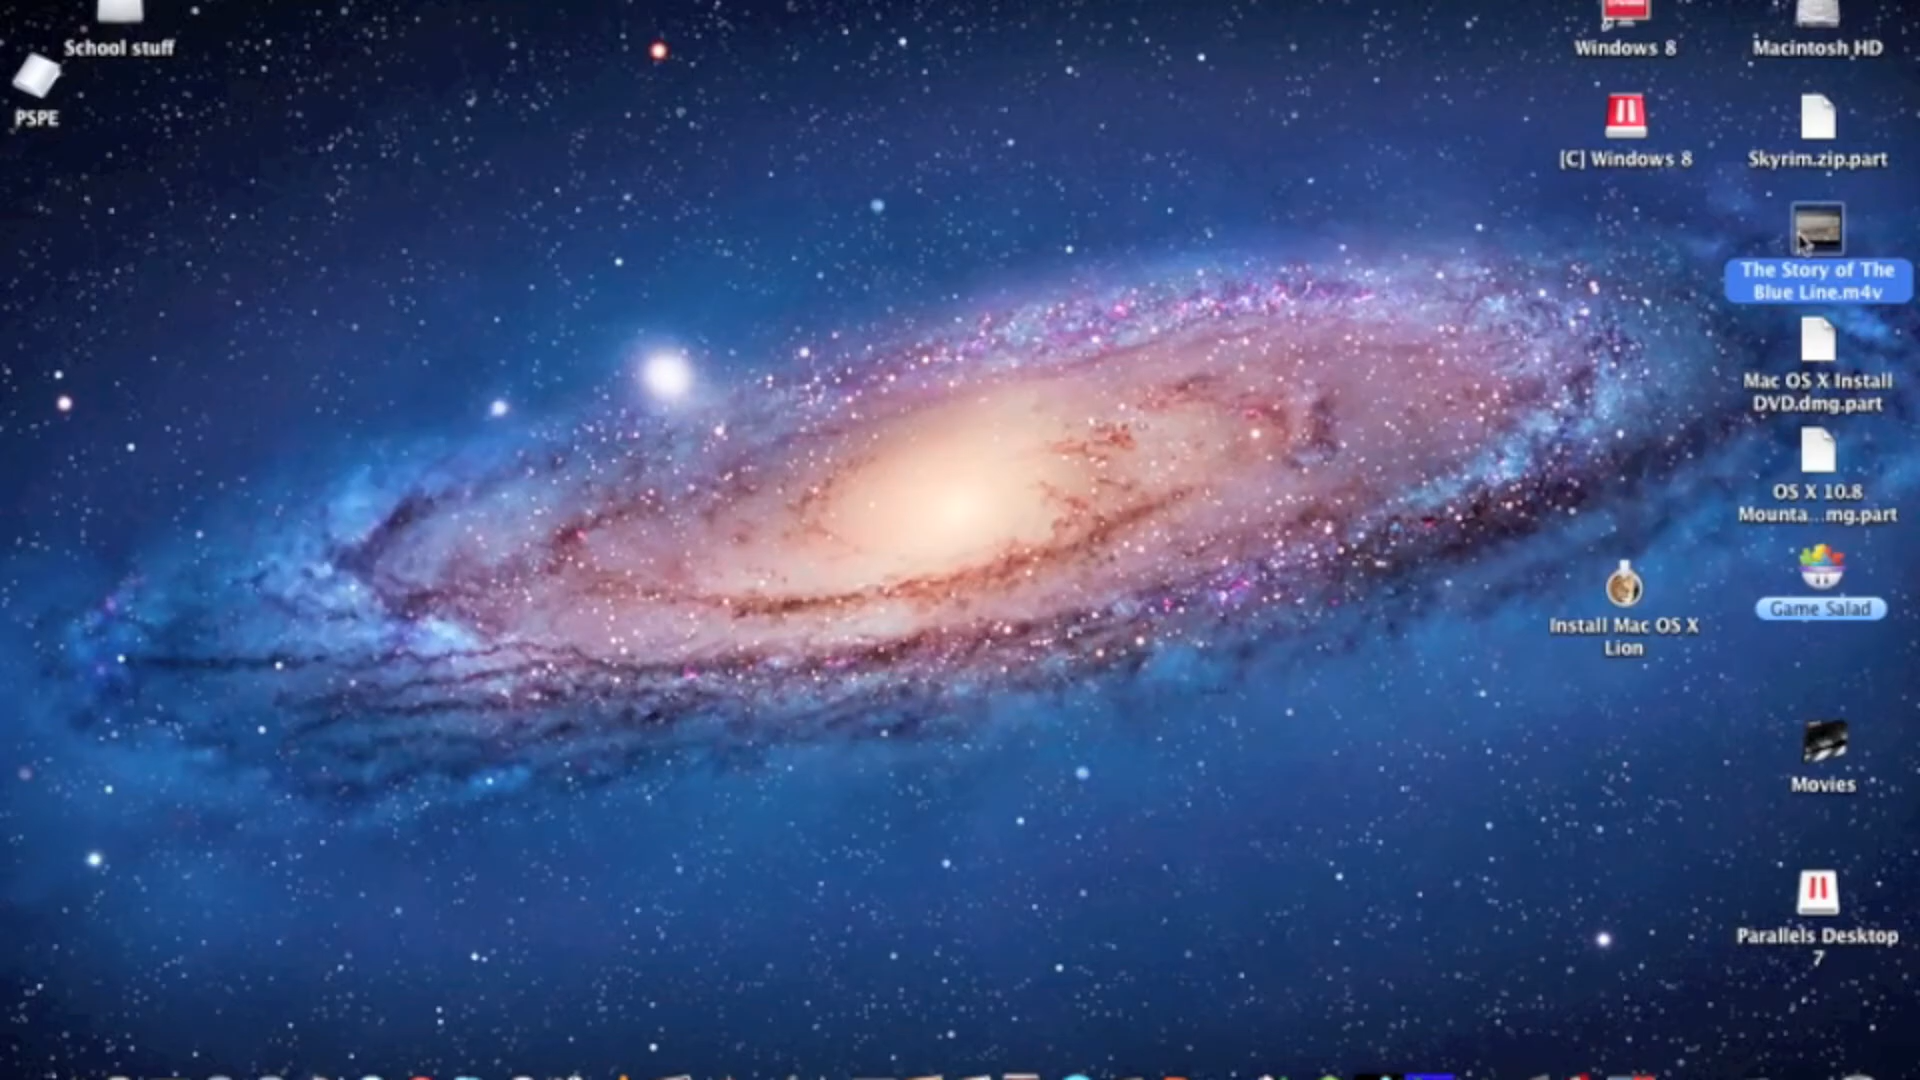 School stuff
PSPE
Windows 8
Macintosh HD
[C] Windows 8
Skyrim.zip.part
The Story of The
Blue Line.m4v
Mac OS X Install
DVD.dmg.part
OS X 10.8
Mounta...mg.part
Install Mac OS X
Lion
Game Salad
Movies
Parallels Desktop
7